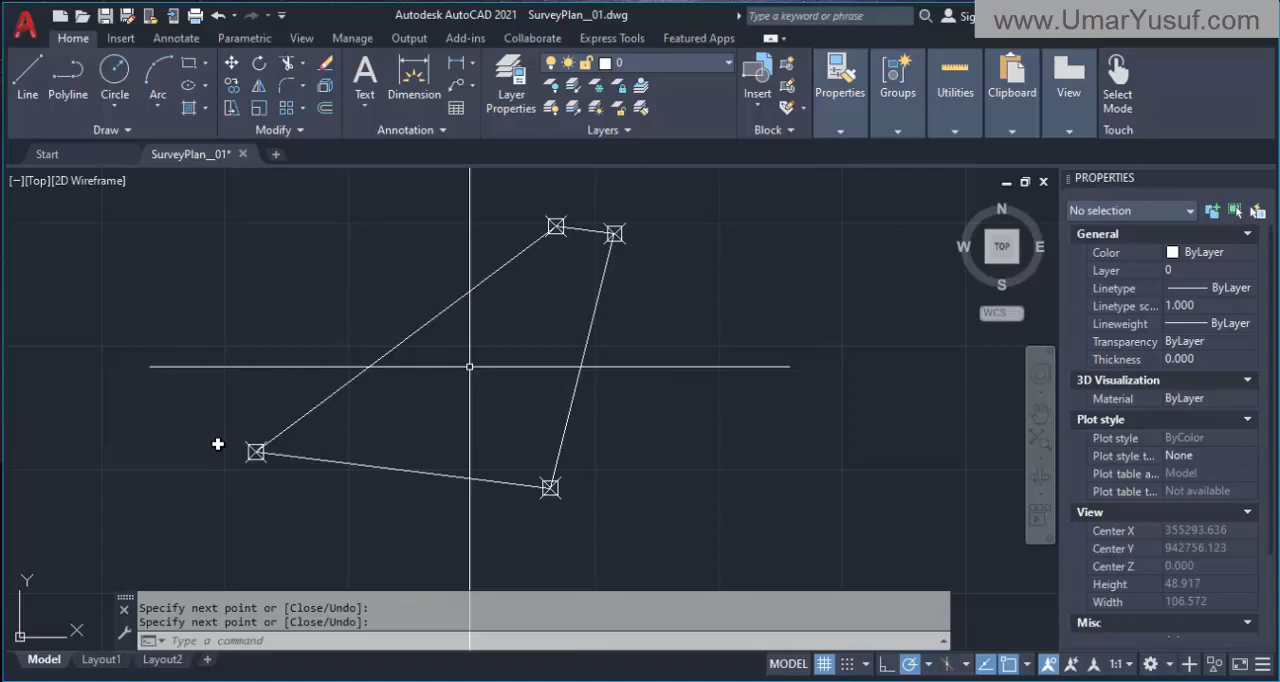 Autodesk AutoCAD 2021 SurveyPlan_01.dwg
Type a keyword or phrase
www.UmarYusuf.com
Home Insert Annotate Parametric View Manage Output Add-ins Collaborate Express Tools Featured Apps
Line Polyline Circle Arc
Text Dimension
Layer Properties
0
Insert
Properties Groups Utilities Clipboard View Select Mode
Draw Modify Annotation Layers Block Touch
Start SurveyPlan_01*
[−][Top][2D Wireframe]
N
W TOP E
S
WCS
PROPERTIES
No selection
General
Color ByLayer
Layer 0
Linetype ByLayer
Linetype sc... 1.000
Lineweight ByLayer
Transparency ByLayer
Thickness 0.000
3D Visualization
Material ByLayer
Plot style
Plot style ByColor
Plot style t... None
Plot table a... Model
Plot table t... Not available
View
Center X 355293.636
Center Y 942756.123
Center Z 0.000
Height 48.917
Width 106.572
Misc
Y
X
Specify next point or [Close/Undo]:
Specify next point or [Close/Undo]:
Type a command
Model Layout1 Layout2
MODEL 1:1